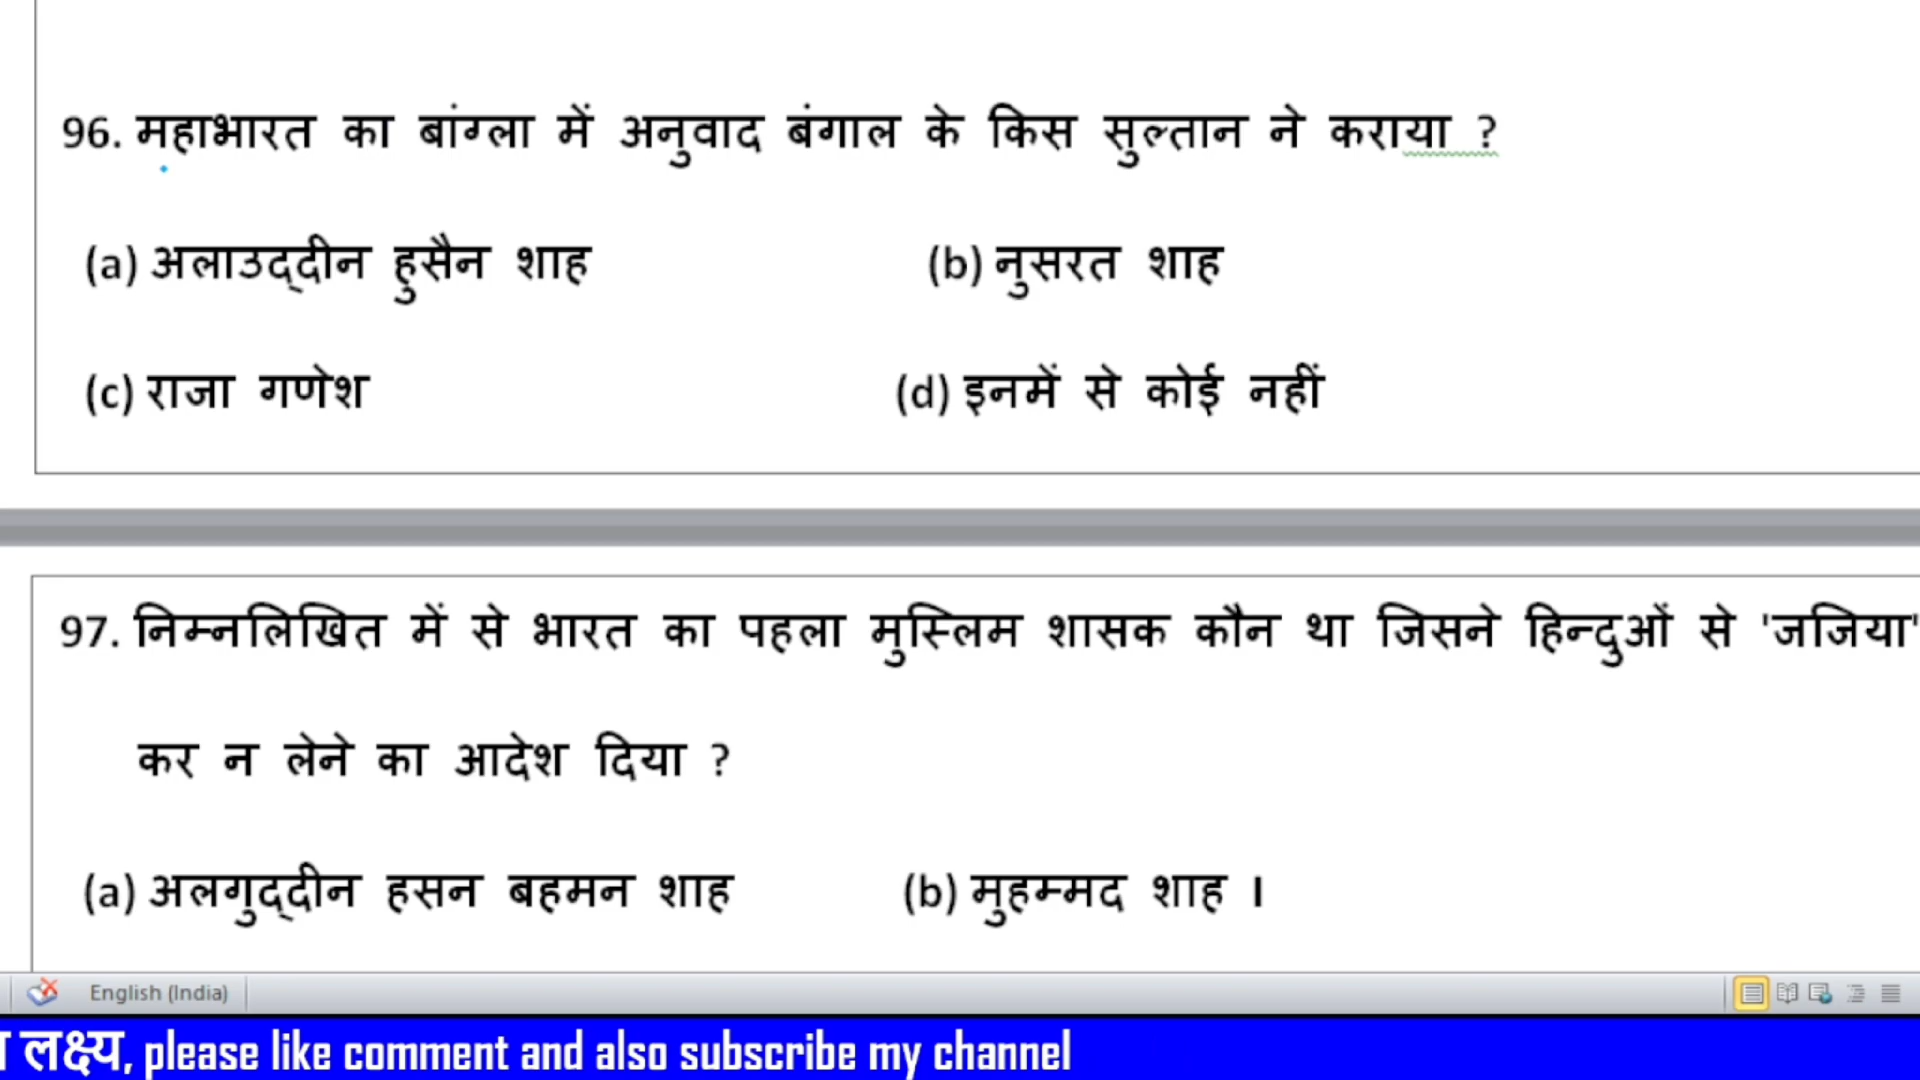 96. महाभारत का बांग्ला में अनुवाद बंगाल के किस सुल्तान ने कराया ?
(a) अलाउद्दीन हुसैन शाह (b) नुसरत शाह
(c) राजा गणेश (d) इनमें से कोई नहीं
97. निम्नलिखित में से भारत का पहला मुस्लिम शासक कौन था जिसने हिन्दुओं से 'जजिया'
कर न लेने का आदेश दिया ?
(a) अलगुद्दीन हसन बहमन शाह (b) मुहम्मद शाह ।
English (India)
लक्ष्य, please like comment and also subscribe my channel